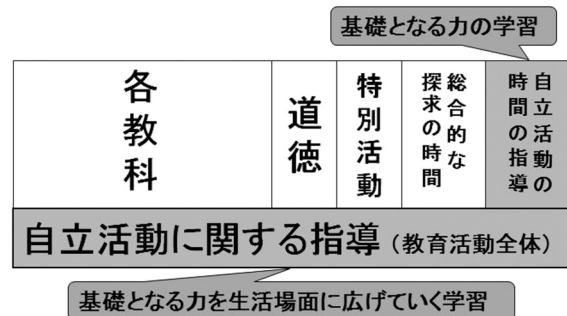 基礎となる力の学習
各教科
道徳
特別活動
総合的な
探求の時間
自立活動の
時間の指導
自立活動に関する指導（教育活動全体）
基礎となる力を生活場面に広げていく学習